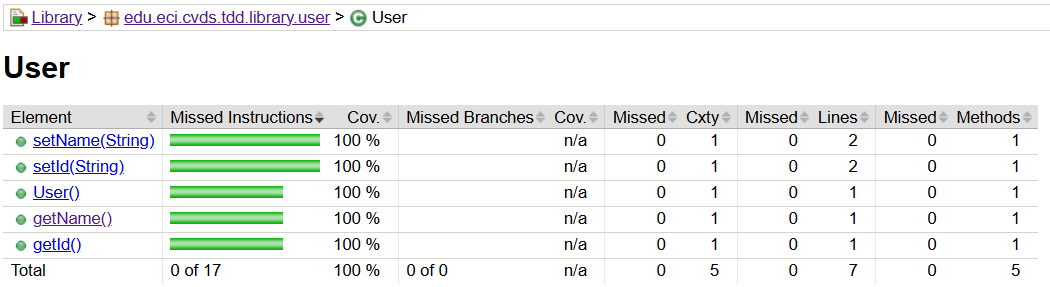 Library > edu.eci.cvds.tdd.library.user > User
User
Element Missed Instructions Cov. Missed Branches Cov. Missed Cxty Missed Lines Missed Methods
setName(String) 100 % n/a 0 1 0 2 0 1
setId(String) 100 % n/a 0 1 0 2 0 1
User() 100 % n/a 0 1 0 1 0 1
getName() 100 % n/a 0 1 0 1 0 1
getId() 100 % n/a 0 1 0 1 0 1
Total 0 of 17 100 % 0 of 0 n/a 0 5 0 7 0 5